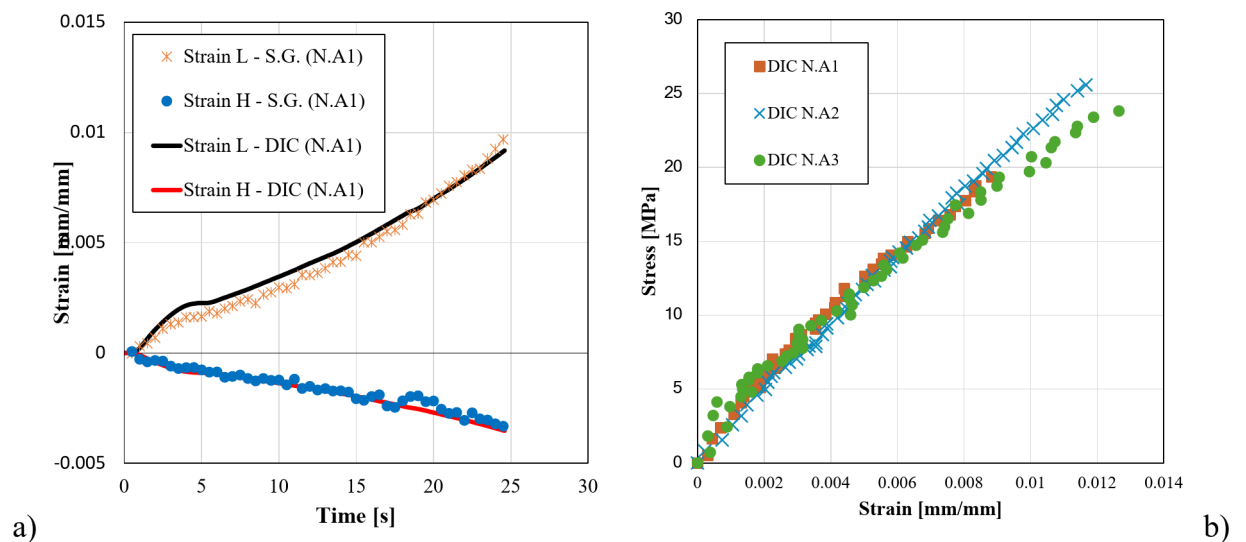 0.015
0.01
0.005
0
-0.005
Strain [mm/mm]
Strain L - S.G. (N.A1)
Strain H - S.G. (N.A1)
Strain L - DIC (N.A1)
Strain H - DIC (N.A1)
0 5 10 15 20 25 30
Time [s]
a)
30
25
20
15
10
5
0
Stress [MPa]
DIC N.A1
DIC N.A2
DIC N.A3
0 0.002 0.004 0.006 0.008 0.01 0.012 0.014
Strain [mm/mm]
b)